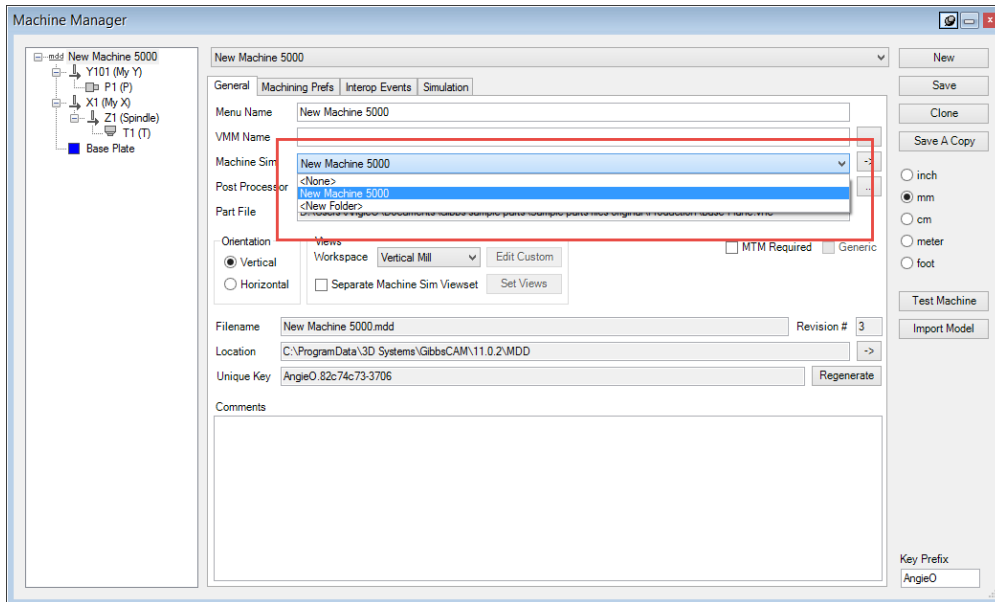 Machine Manager
mdd New Machine 5000
Y101 (My Y)
P1 (P)
X1 (My X)
Z1 (Spindle)
T1 (T)
Base Plate
New Machine 5000
General Machining Prefs Interop Events Simulation
Menu Name New Machine 5000
VMM Name
Machine Sim New Machine 5000 ->
<None>
Post Processor New Machine 5000 ...
<New Folder>
Part File
Orientation Views
Vertical Workspace Vertical Mill Edit Custom MTM Required Generic
Horizontal Separate Machine Sim Viewset Set Views
Filename New Machine 5000.mdd Revision # 3
Location C:\ProgramData\3D Systems\GibbsCAM\11.0.2\MDD ->
Unique Key AngieO.82c74c73-3706 Regenerate
Comments
New
Save
Clone
Save A Copy
inch
mm
cm
meter
foot
Test Machine
Import Model
Key Prefix
AngieO